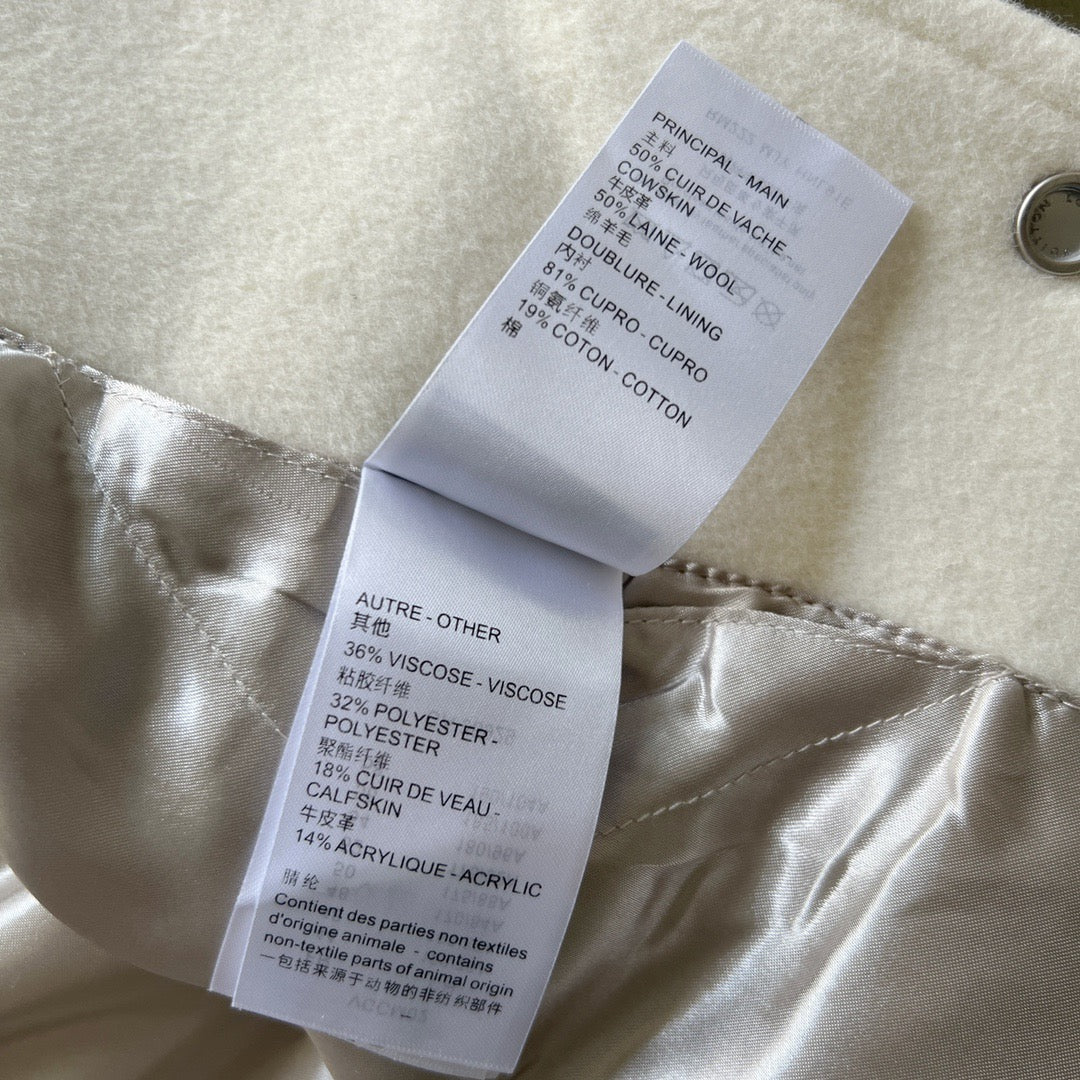 PRINCIPAL - MAIN
主料
50% CUIR DE VACHE -
COWSKIN
牛皮革
50% LAINE - WOOL
绵羊毛
DOUBLURE - LINING
内衬
81% CUPRO - CUPRO
铜氨纤维
19% COTON - COTTON
棉
AUTRE - OTHER
其他
36% VISCOSE - VISCOSE
粘胶纤维
32% POLYESTER -
POLYESTER
聚酯纤维
18% CUIR DE VEAU -
CALFSKIN
牛皮革
14% ACRYLIQUE - ACRYLIC
腈纶
Contient des parties non textiles
d'origine animale - contains
non-textile parts of animal origin
一包括来源于动物的非纺织部件